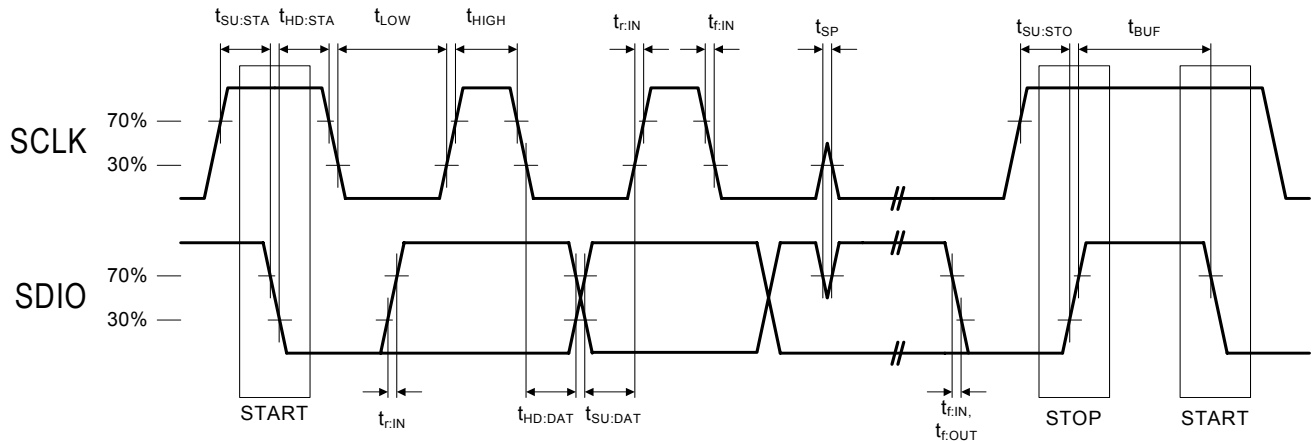 tSU:STA tHD:STA tLOW tHIGH tr:IN tf:IN tSP tSU:STO tBUF
SCLK
70%
30%
SDIO
70%
30%
START
tr:IN
tHD:DAT tSU:DAT
tf:IN,
tf:OUT
STOP
START